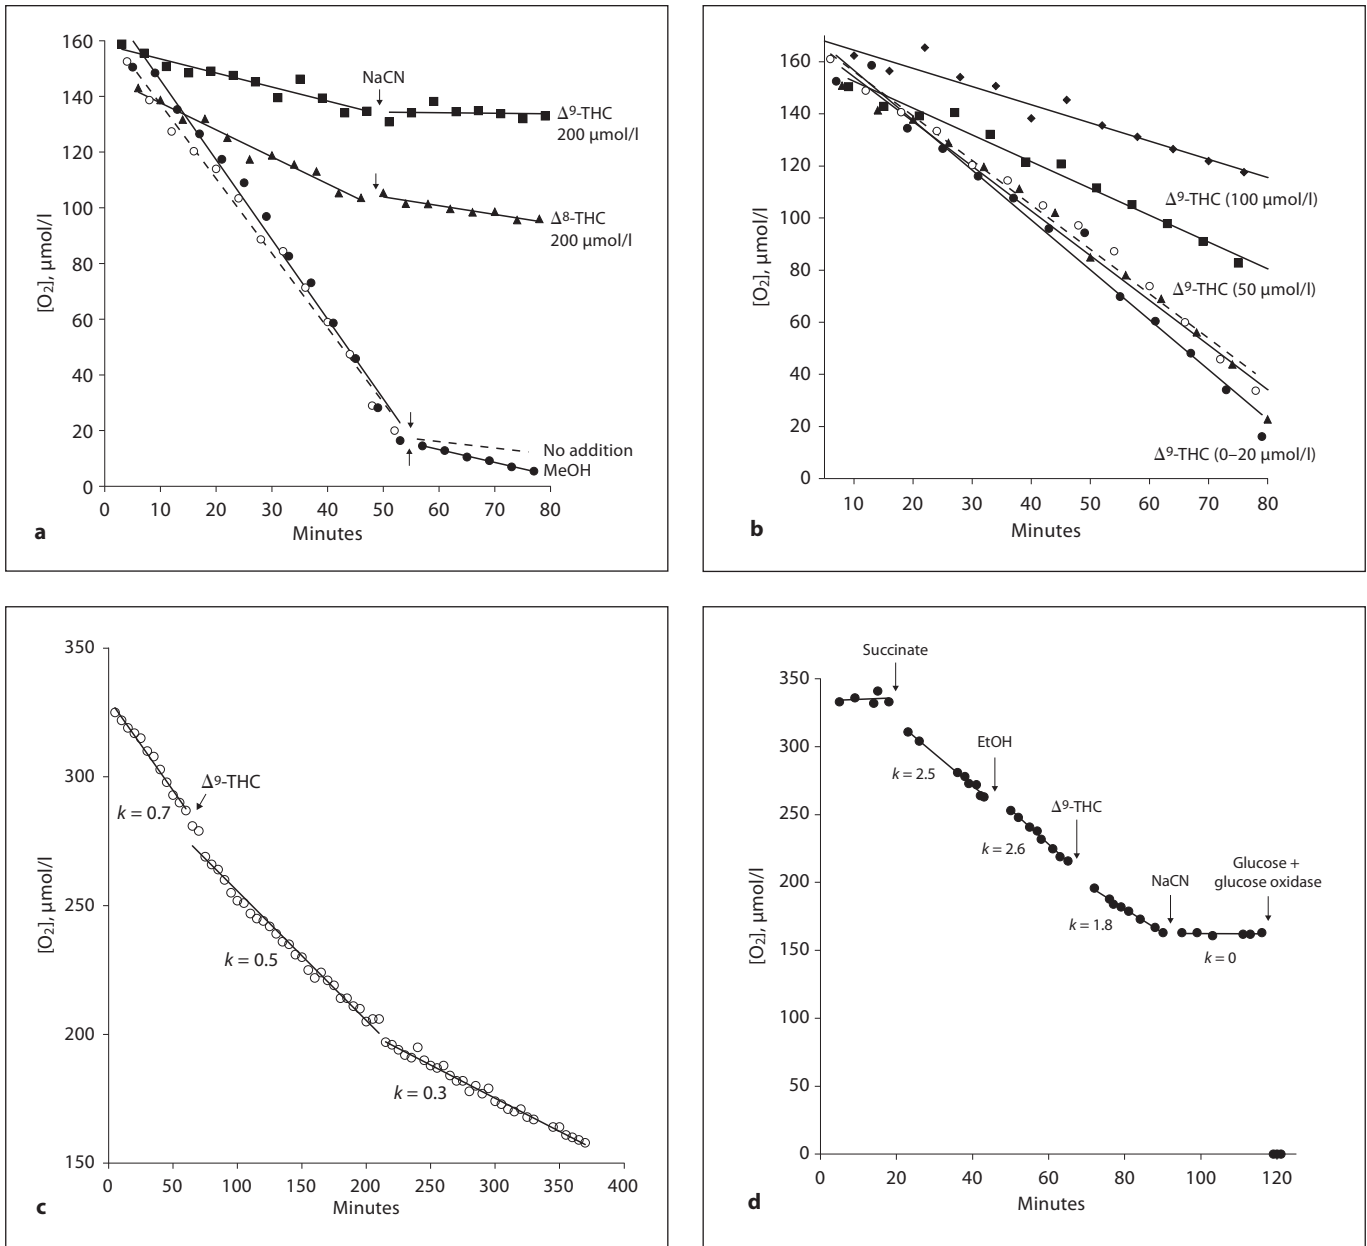 160
140
120
100
80
60
40
20
0
[O₂], µmol/l
NaCN
Δ⁹-THC
200 µmol/l
Δ⁸-THC
200 µmol/l
No addition
MeOH
0 10 20 30 40 50 60 70 80
Minutes
a
160
140
120
100
80
60
40
20
0
[O₂], µmol/l
Δ⁹-THC (100 µmol/l)
Δ⁹-THC (50 µmol/l)
Δ⁹-THC (0–20 µmol/l)
10 20 30 40 50 60 70 80
Minutes
b
350
300
250
200
150
[O₂], µmol/l
Δ⁹-THC
k = 0.7
k = 0.5
k = 0.3
0 50 100 150 200 250 300 350 400
Minutes
c
350
300
250
200
150
100
50
0
[O₂], µmol/l
Succinate
k = 2.5
EtOH
k = 2.6
Δ⁹-THC
k = 1.8
NaCN
k = 0
Glucose +
glucose oxidase
0 20 40 60 80 100 120
Minutes
d